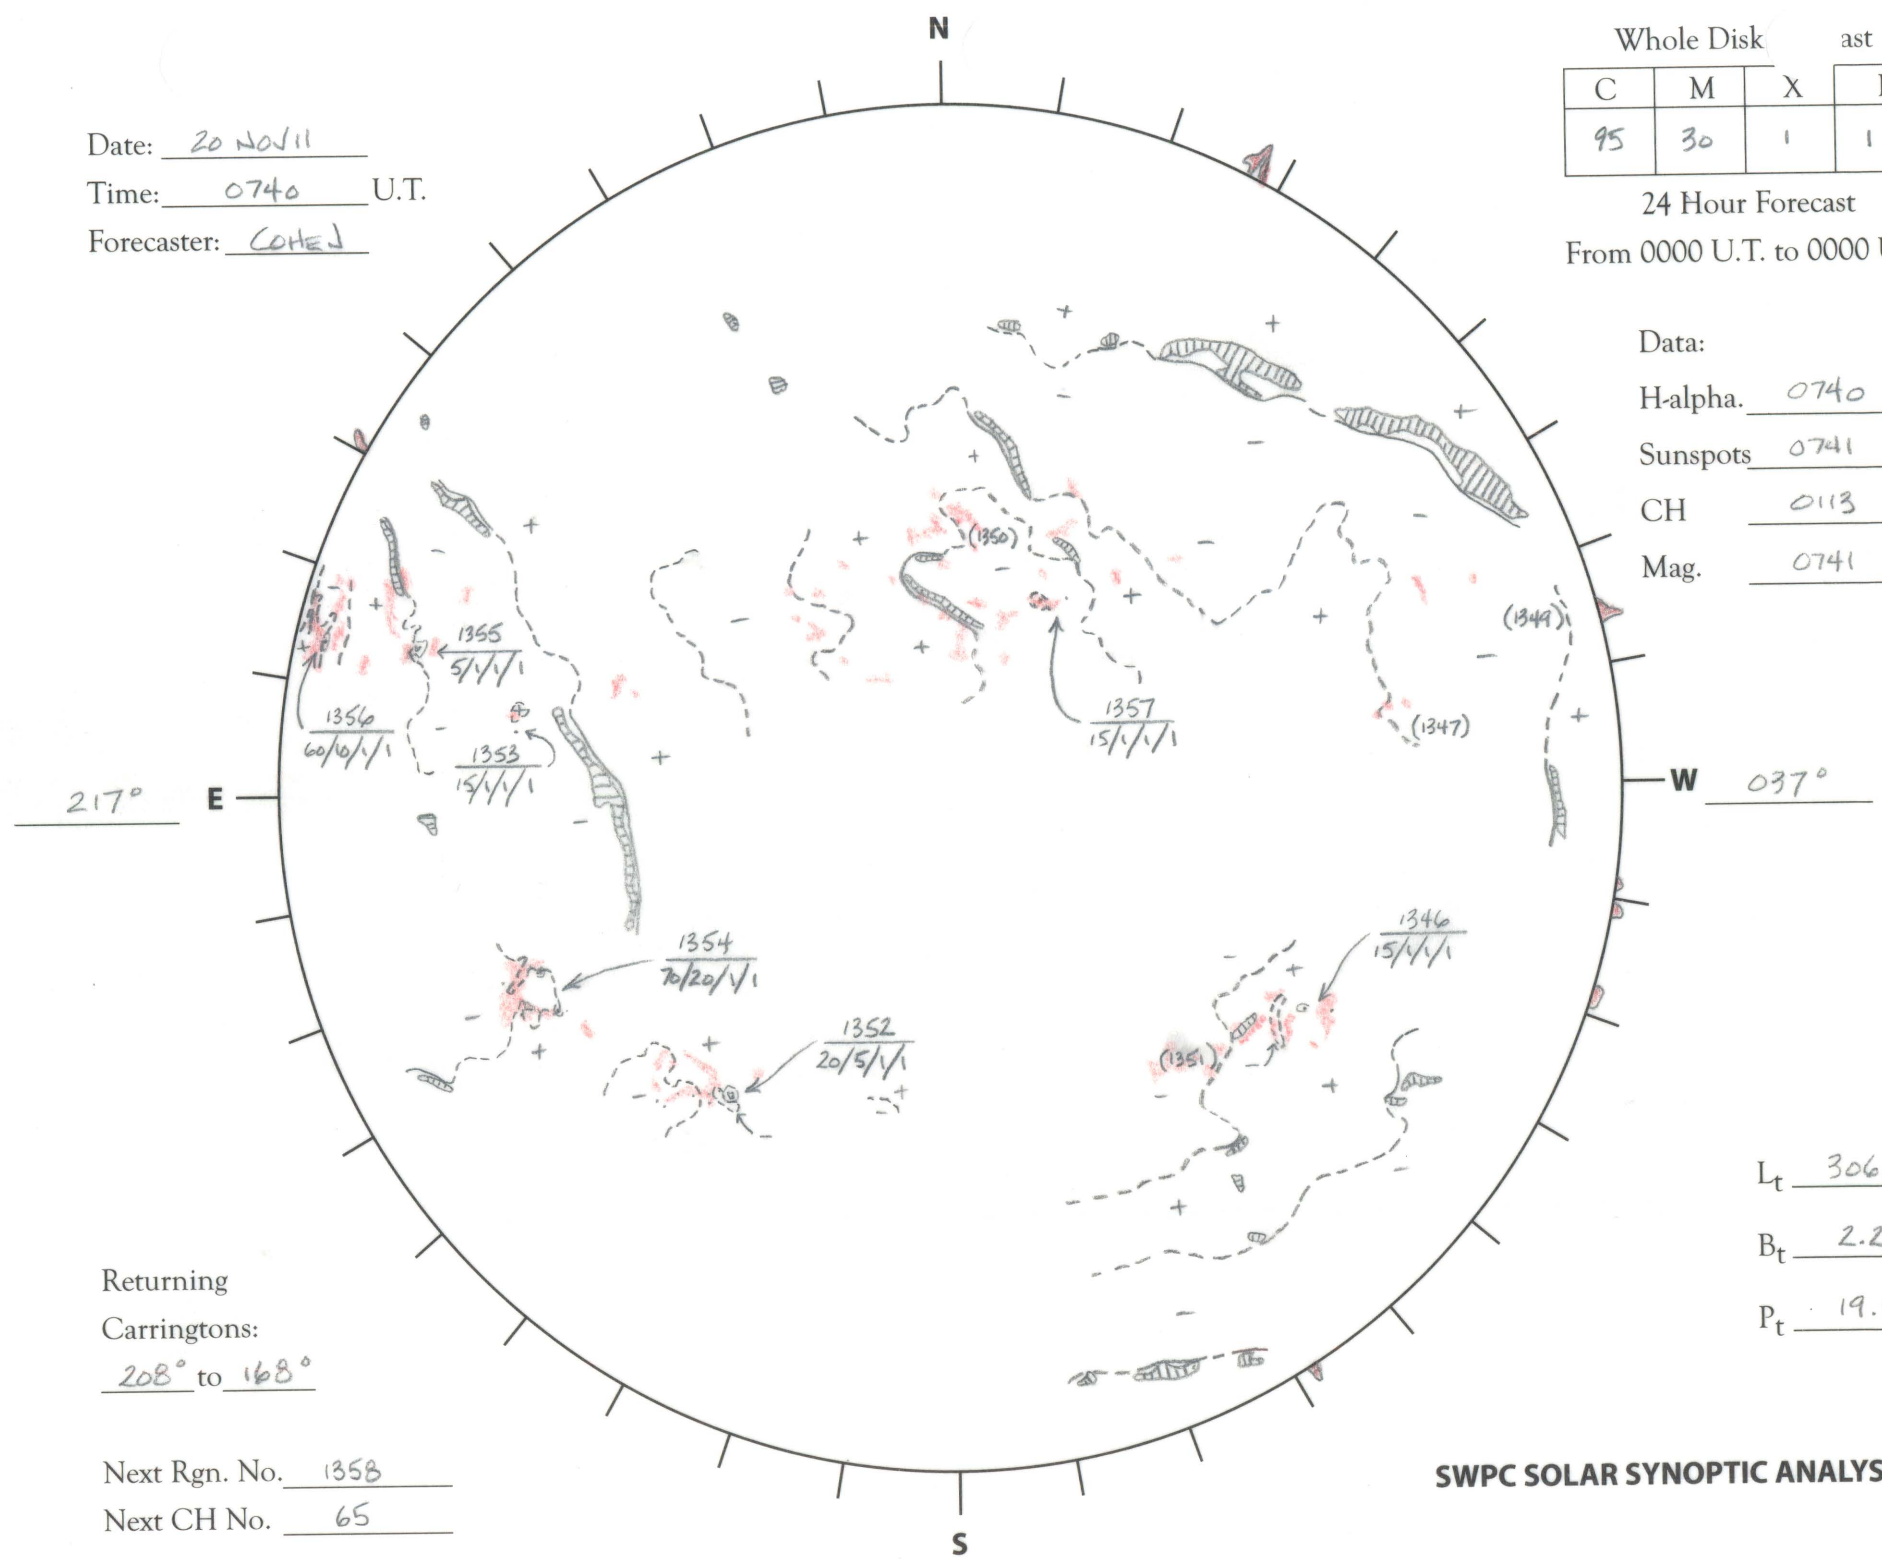 N
Whole Disk ast
C M X
95 30 1 1
Date: 20 NOV 11
Time: 0740 U.T.
Forecaster: COHEN
24 Hour Forecast
From 0000 U.T. to 0000
Data:
H-alpha. 0740
Sunspots 0741
CH 0113
Mag. 0741
+
+
+
-
-
+
+
-
(1350)
-
-
+
-
+
+
+
(1349)
1355
5/1/1/1
-
+
+
-
1356
60/10/1/1
1353
15/1/1/1
-
+
1357
15/1/1/1
(1347)
+
217° E
W 037°
-
1354
70/20/1/1
1346
15/1/1/1
-
+
-
+
1352
20/5/1/1
+
-
-
+
-
(1351)
-
+
-
-
+
Lt 306
Bt 2.2
Pt 19.
-
Returning
Carringtons:
208° to 168°
Next Rgn. No. 1358
Next CH No. 65
SWPC SOLAR SYNOPTIC ANALYS
S